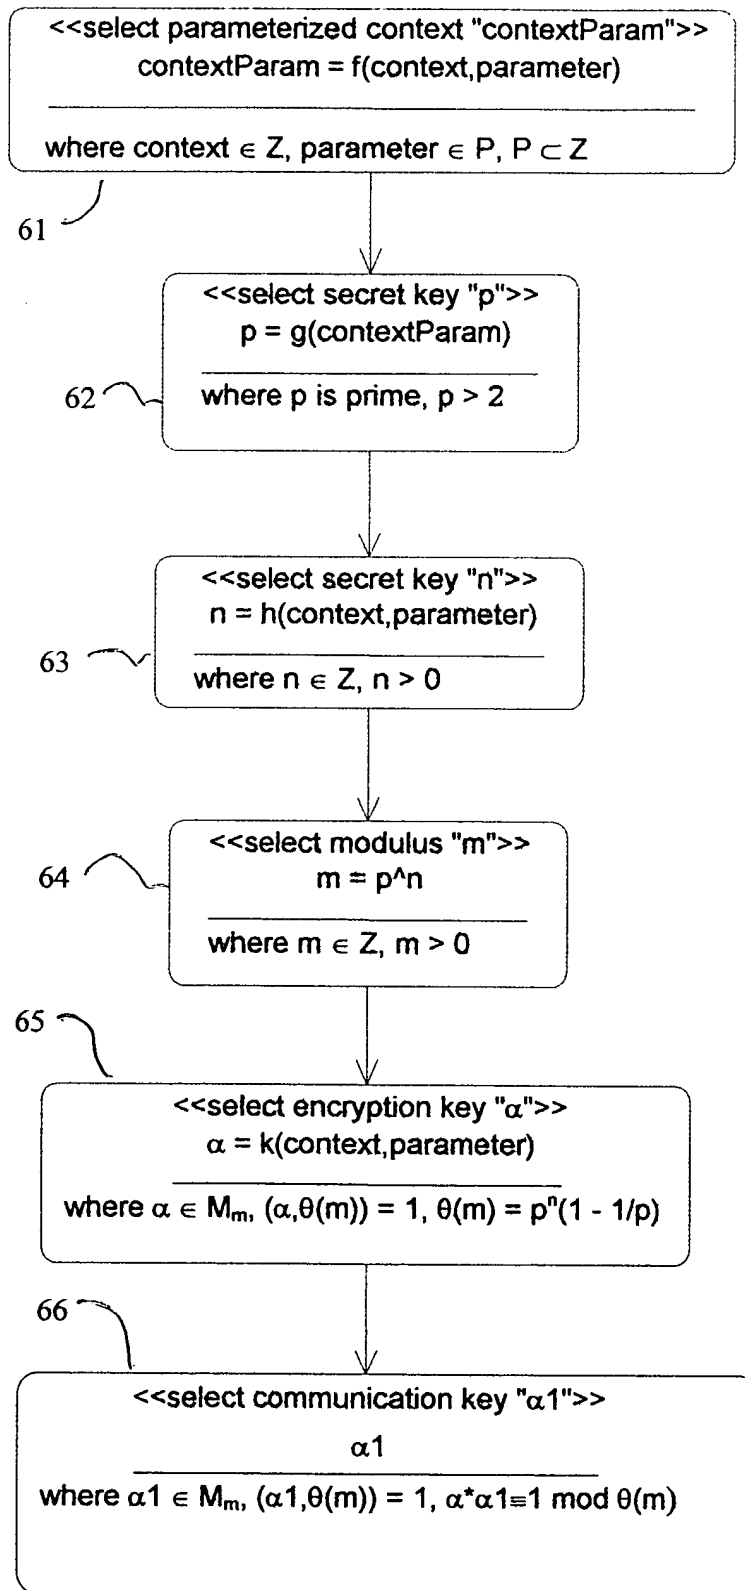 <<select parameterized context "contextParam">>
contextParam = f(context,parameter)
where context ∈ Z, parameter ∈ P, P ⊂ Z
61
<<select secret key "p">>
p = g(contextParam)
where p is prime, p > 2
62
<<select secret key "n">>
n = h(context,parameter)
where n ∈ Z, n > 0
63
<<select modulus "m">>
m = p^n
where m ∈ Z, m > 0
64
65
<<select encryption key "α">>
α = k(context,parameter)
where α ∈ Mₘ, (α,θ(m)) = 1, θ(m) = pⁿ(1 - 1/p)
66
<<select communication key "α1">>
α1
where α1 ∈ Mₘ, (α1,θ(m)) = 1, α*α1≡1 mod θ(m)